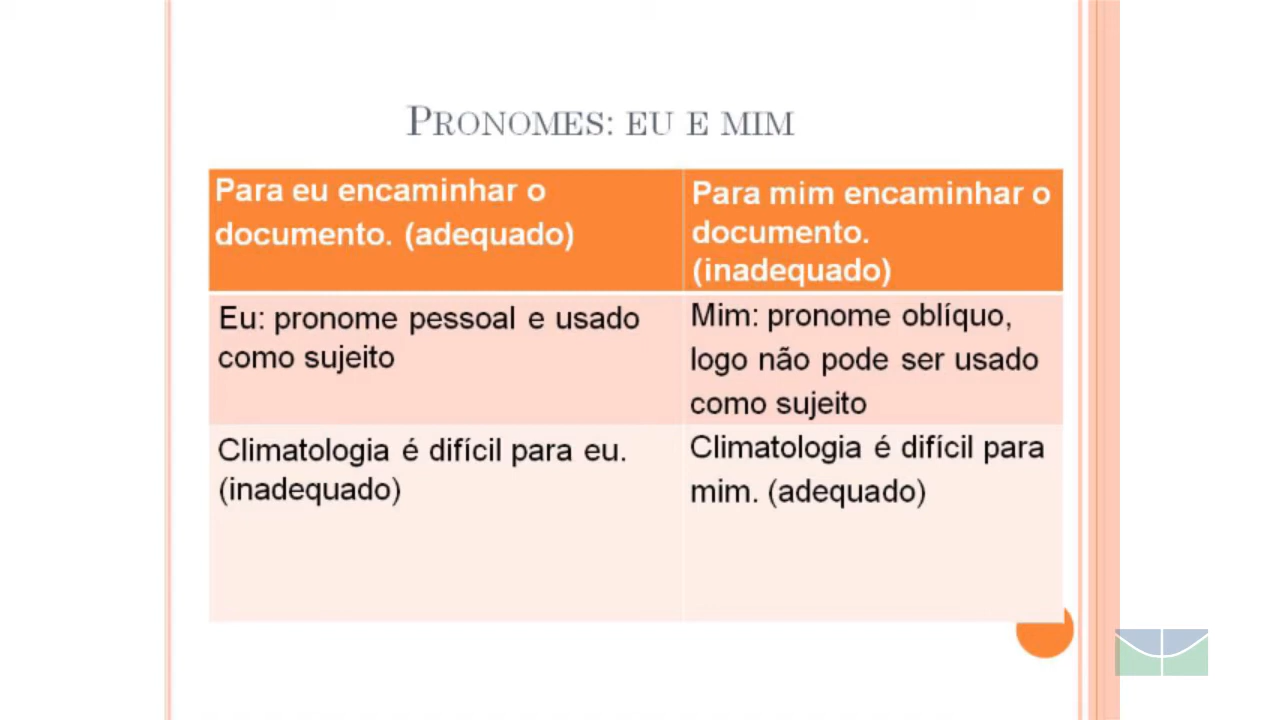 PRONOMES: EU E MIM
Para eu encaminhar o
documento. (adequado)
Para mim encaminhar o
documento.
(inadequado)
Eu: pronome pessoal e usado
como sujeito
Mim: pronome oblíquo,
logo não pode ser usado
como sujeito
Climatologia é difícil para eu.
(inadequado)
Climatologia é difícil para
mim. (adequado)